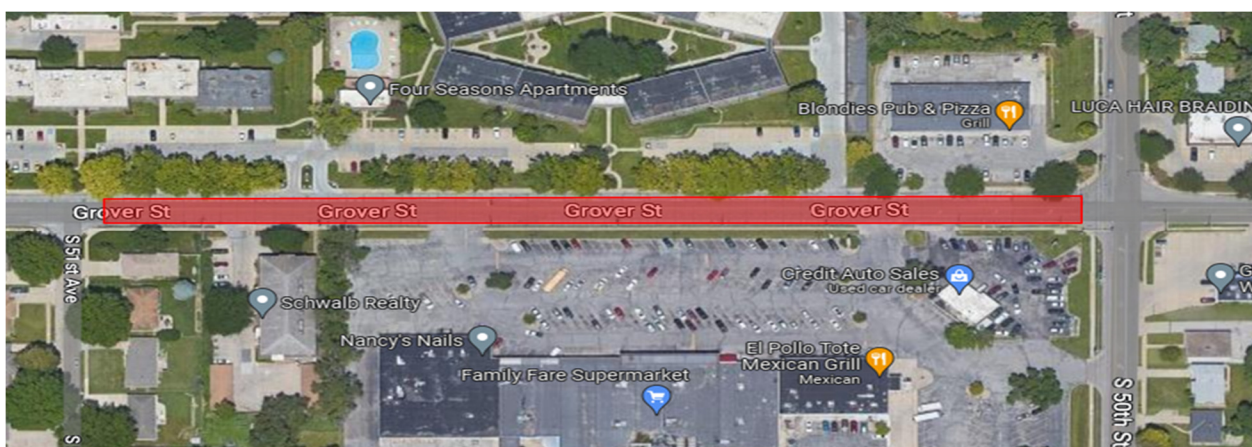 Four Seasons Apartments
Blondies Pub & Pizza
Grill
LUCA HAIR BRAIDIN
Grover St
Grover St
Grover St
Grover St
S 51st Ave
Credit Auto Sales
Used car dealer
Schwalb Realty
Nancy's Nails
El Pollo Tote
Mexican Grill
Mexican
Family Fare Supermarket
S 50th St